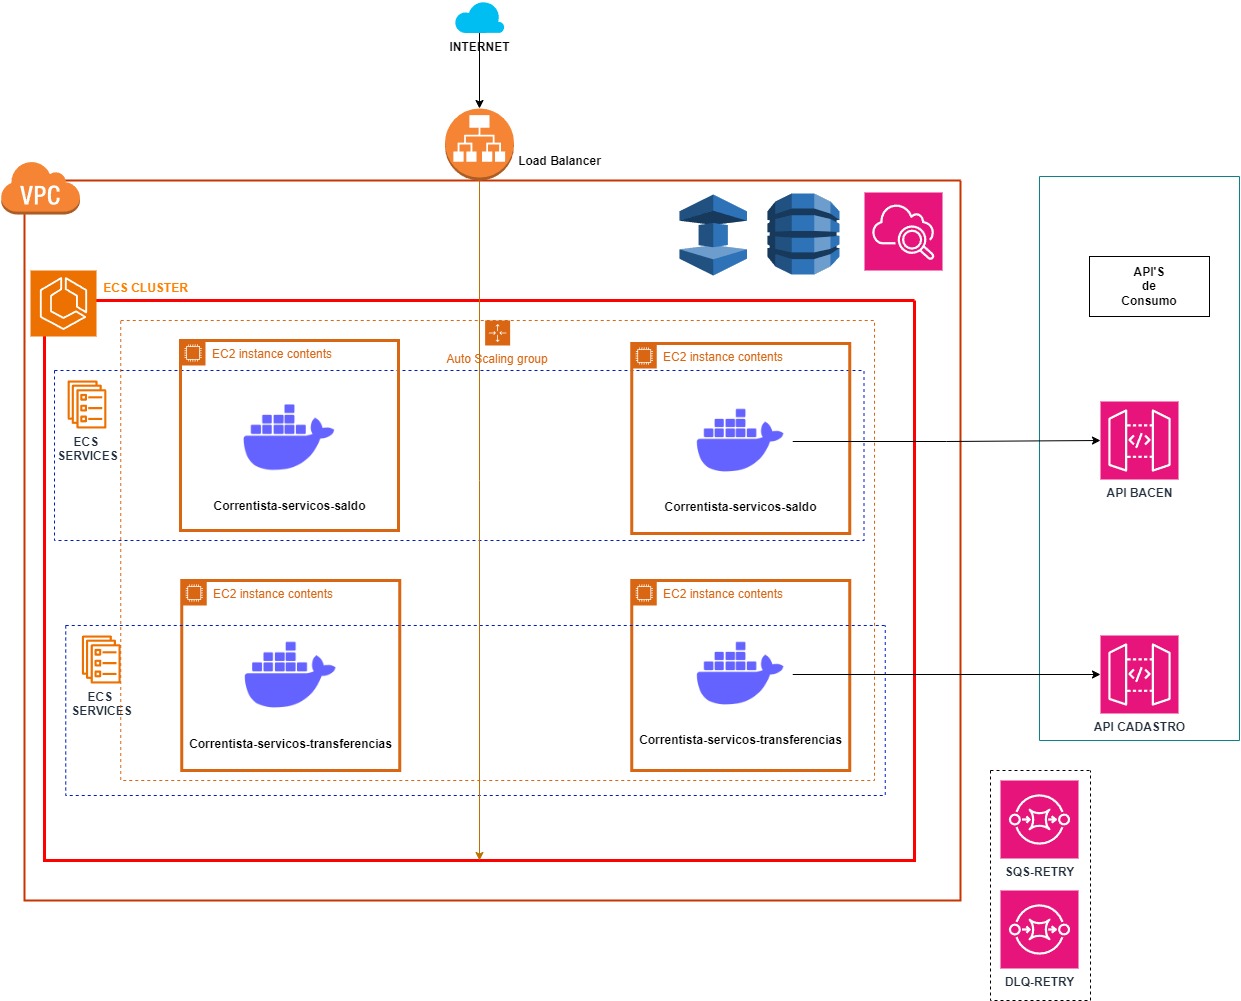 INTERNET
Load Balancer
VPC
API'S
de
Consumo
ECS CLUSTER
Auto Scaling group
EC2 instance contents
EC2 instance contents
ECS
SERVICES
Correntista-servicos-saldo
Correntista-servicos-saldo
API BACEN
EC2 instance contents
EC2 instance contents
ECS
SERVICES
Correntista-servicos-transferencias
Correntista-servicos-transferencias
API CADASTRO
SQS-RETRY
DLQ-RETRY